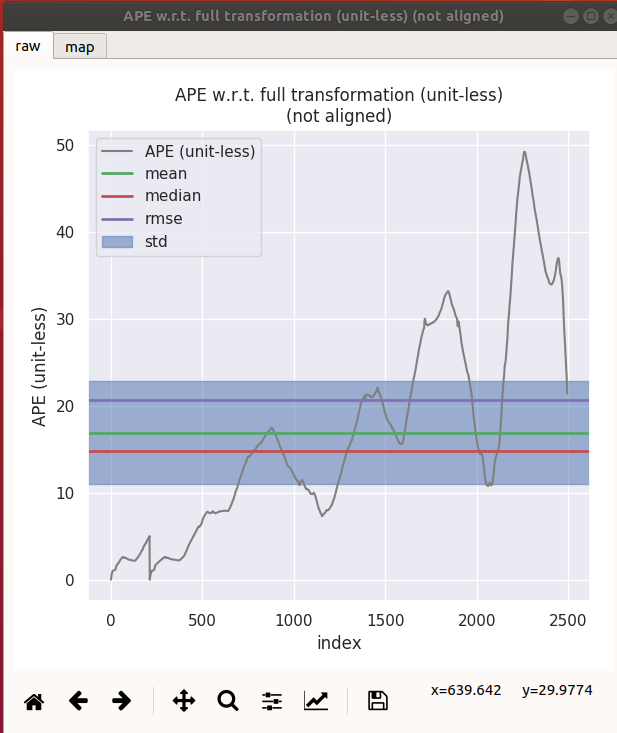 APE w.r.t. full transformation (unit-less) (not aligned)
raw
map
APE w.r.t. full transformation (unit-less)
(not aligned)
50
40
30
20
10
0
APE (unit-less)
APE (unit-less)
mean
median
rmse
std
0
500
1000
1500
2000
2500
index
x=639.642
y=29.9774